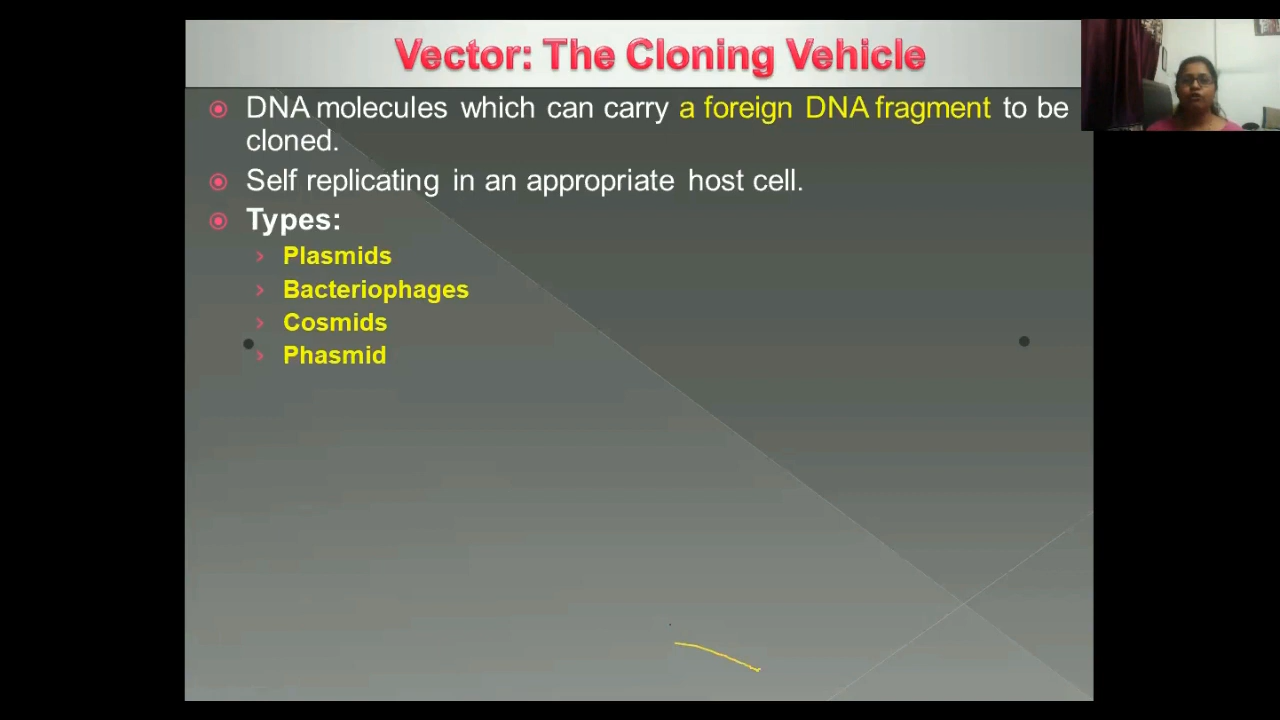 Vector: The Cloning Vehicle
DNA molecules which can carry a foreign DNA fragment to be
cloned.
Self replicating in an appropriate host cell.
Types:
Plasmids
Bacteriophages
Cosmids
Phasmid